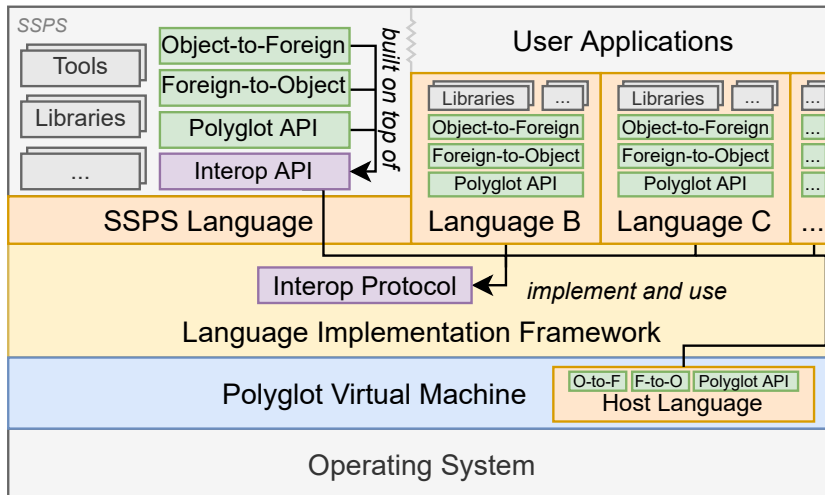 SSPS
Tools
Libraries
...
Object-to-Foreign
Foreign-to-Object
Polyglot API
Interop API
built on top of
SSPS Language
User Applications
Libraries
...
Object-to-Foreign
Foreign-to-Object
Polyglot API
Language B
Libraries
...
Object-to-Foreign
Foreign-to-Object
Polyglot API
Language C
...
...
...
...
...
Interop Protocol
implement and use
Language Implementation Framework
Polyglot Virtual Machine
O-to-F
F-to-O
Polyglot API
Host Language
Operating System